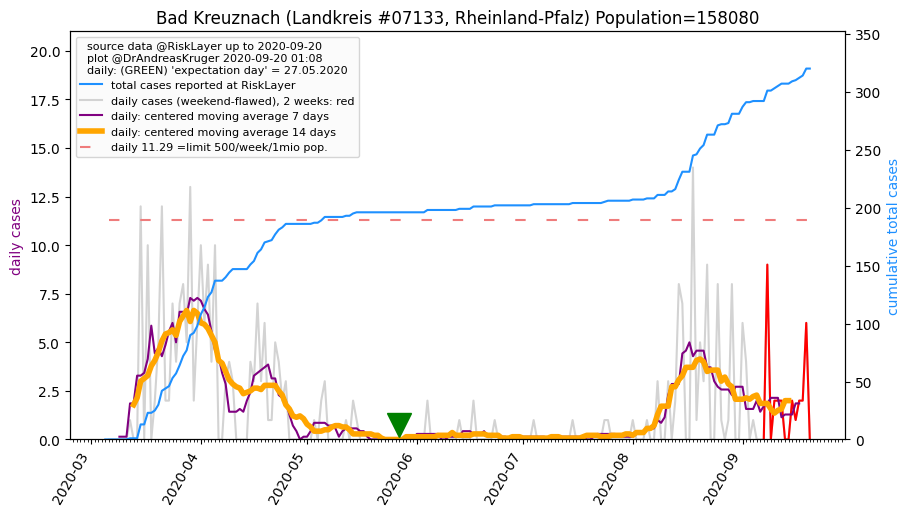 Bad Kreuznach (Landkreis #07133, Rheinland-Pfalz) Population=158080
source data @RiskLayer up to 2020-09-20
plot @DrAndreasKruger 2020-09-20 01:08
daily: (GREEN) 'expectation day' = 27.05.2020
total cases reported at RiskLayer
daily cases (weekend-flawed), 2 weeks: red
daily: centered moving average 7 days
daily: centered moving average 14 days
daily 11.29 =limit 500/week/1mio pop.
daily cases
20.0
17.5
15.0
12.5
10.0
7.5
5.0
2.5
0.0
cumulative total cases
350
300
250
200
150
100
50
0
2020-03
2020-04
2020-05
2020-06
2020-07
2020-08
2020-09